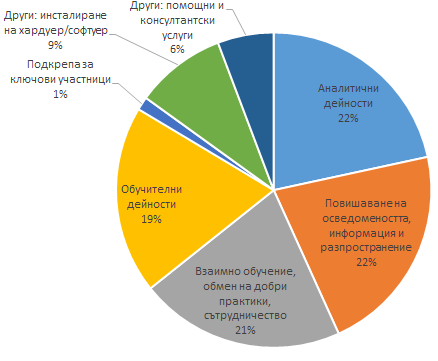 Други: помощни и
консултантски
услуги
6%
Други: инсталиране
на хардуер/софтуер
9%
Подкрепа за
ключови участници
1%
Аналитични
дейности
22%
Обучителни
дейности
19%
Повишаване на
осведомеността,
информация и
разпространение
22%
Взаимно обучение,
обмен на добри
практики,
сътрудничество
21%